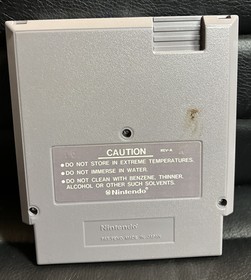 CAUTION
REV-A
●DO NOT STORE IN EXTREME TEMPERATURES.
●DO NOT IMMERSE IN WATER.
●DO NOT CLEAN WITH BENZENE, THINNER,
ALCOHOL OR OTHER SUCH SOLVENTS.
®Nintendo®
Nintendo